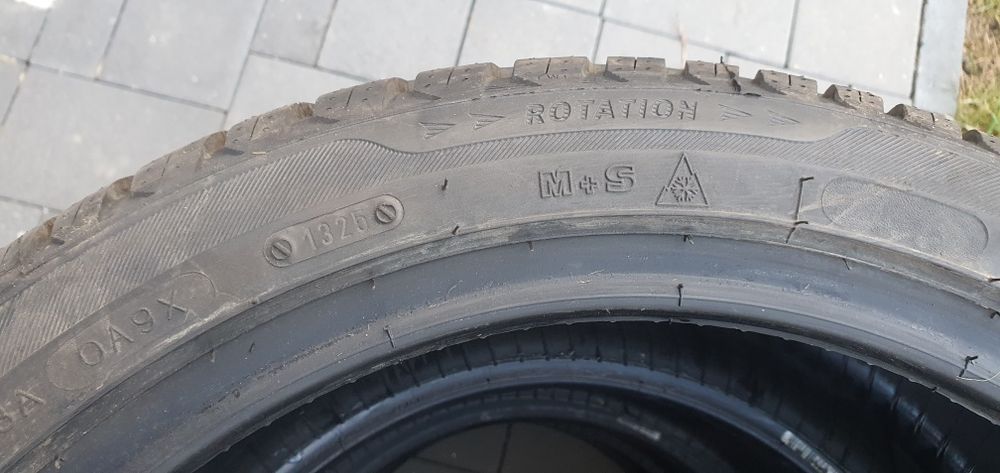 ROTATION
M+S
1325
0A9X